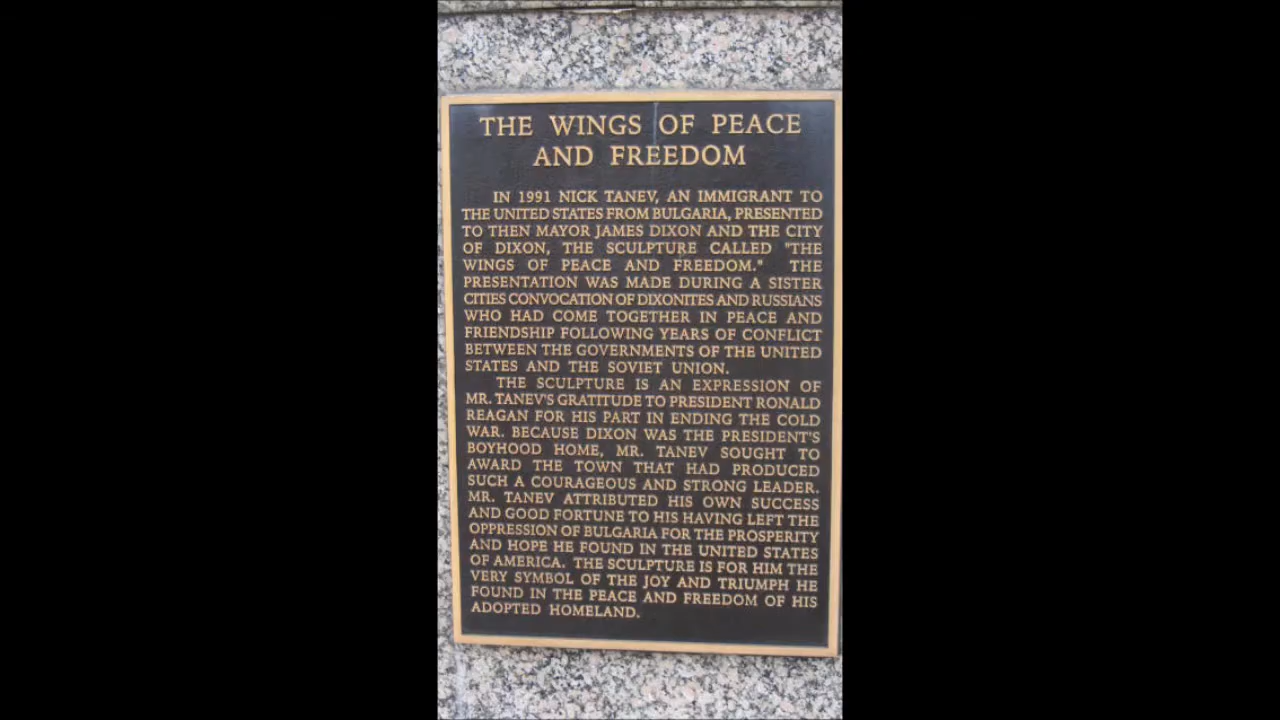 THE WINGS OF PEACE
AND FREEDOM
IN 1991 NICK TANEV, AN IMMIGRANT TO
THE UNITED STATES FROM BULGARIA, PRESENTED
TO THEN MAYOR JAMES DIXON AND THE CITY
OF DIXON, THE SCULPTURE CALLED "THE
WINGS OF PEACE AND FREEDOM." THE
PRESENTATION WAS MADE DURING A SISTER
CITIES CONVOCATION OF DIXONITES AND RUSSIANS
WHO HAD COME TOGETHER IN PEACE AND
FRIENDSHIP FOLLOWING YEARS OF CONFLICT
BETWEEN THE GOVERNMENTS OF THE UNITED
STATES AND THE SOVIET UNION.
THE SCULPTURE IS AN EXPRESSION OF
MR. TANEV'S GRATITUDE TO PRESIDENT RONALD
REAGAN FOR HIS PART IN ENDING THE COLD
WAR. BECAUSE DIXON WAS THE PRESIDENT'S
BOYHOOD HOME, MR. TANEV SOUGHT TO
AWARD THE TOWN THAT HAD PRODUCED
SUCH A COURAGEOUS AND STRONG LEADER.
MR. TANEV ATTRIBUTED HIS OWN SUCCESS
AND GOOD FORTUNE TO HIS HAVING LEFT THE
OPPRESSION OF BULGARIA FOR THE PROSPERITY
AND HOPE HE FOUND IN THE UNITED STATES
OF AMERICA. THE SCULPTURE IS FOR HIM THE
VERY SYMBOL OF THE JOY AND TRIUMPH HE
FOUND IN THE PEACE AND FREEDOM OF HIS
ADOPTED HOMELAND.